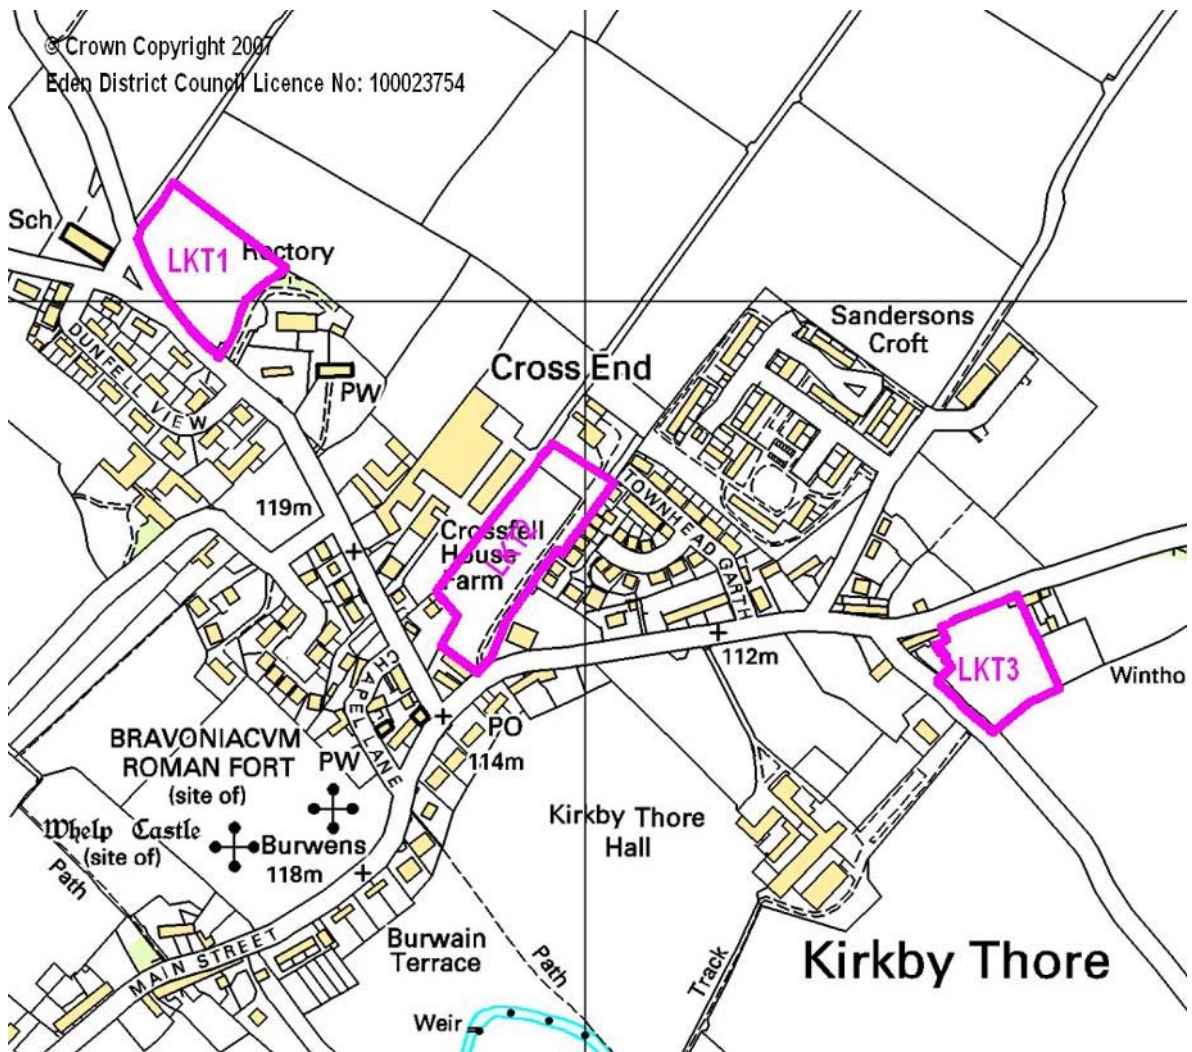 © Crown Copyright 2007
Eden District Council Licence No: 100023754
Sch
LKT1
Rectory
DUNFELL VIEW
PW
Cross End
Sandersons
Croft
119m
Crossfell
House
Farm
LKT2
TOWNHEAD GARTH
112m
LKT3
Wintho
CHAPEL LANE
PO
114m
BRAVONIACVM
ROMAN FORT
(site of)
PW
Whelp Castle
(site of)
Burwens
118m
Path
Kirkby Thore
Hall
MAIN STREET
Burwain
Terrace
Path
Track
Kirkby Thore
Weir